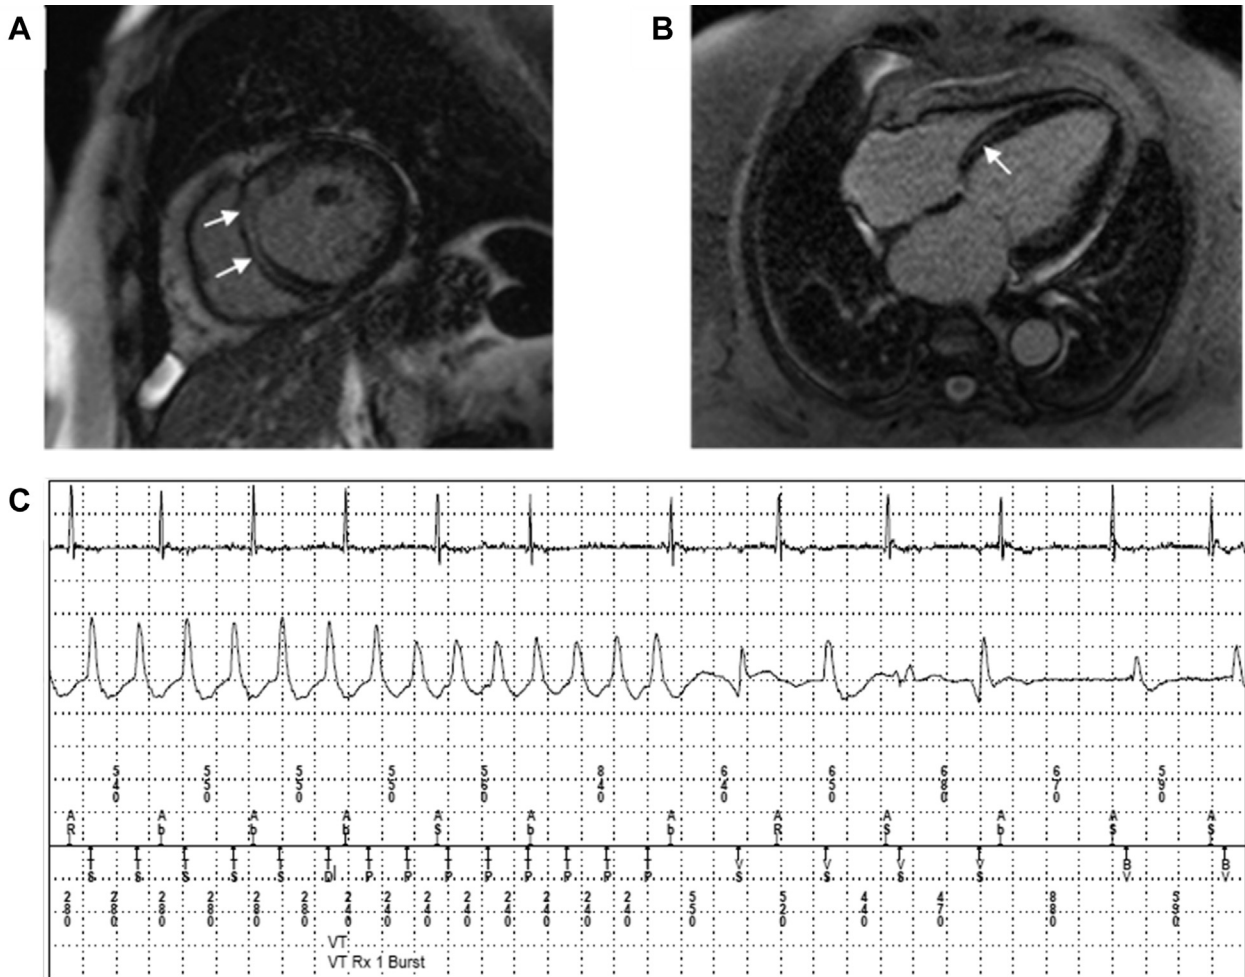 A
B
C
540 550 550 550 560 840 640 650 680 670 590
AR Ab Ab Ab AS Ab Ab AR AS Ab AS AS
TS TS TS TS TS TD TP TP TP TP TP TP TP TP VS VS VS VS BV BV
280 280 280 280 280 280 240 240 240 240 240 240 240 240 550 520 440 470 880 590
VT
VT Rx 1 Burst